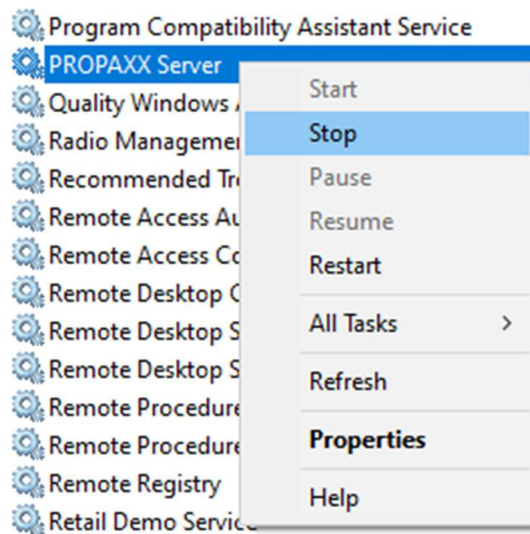 Program Compatibility Assistant Service
PROPAXX Server
Quality Windows
Radio
Recommended
Remote Access
Remote Access
Remote Desktop
Remote Desktop
Remote Desktop
Remote Procedure
Remote Procedure
Remote Registry
Retail Demo Service
Start
Stop
Pause
Resume
Restart
All Tasks >
Refresh
Properties
Help